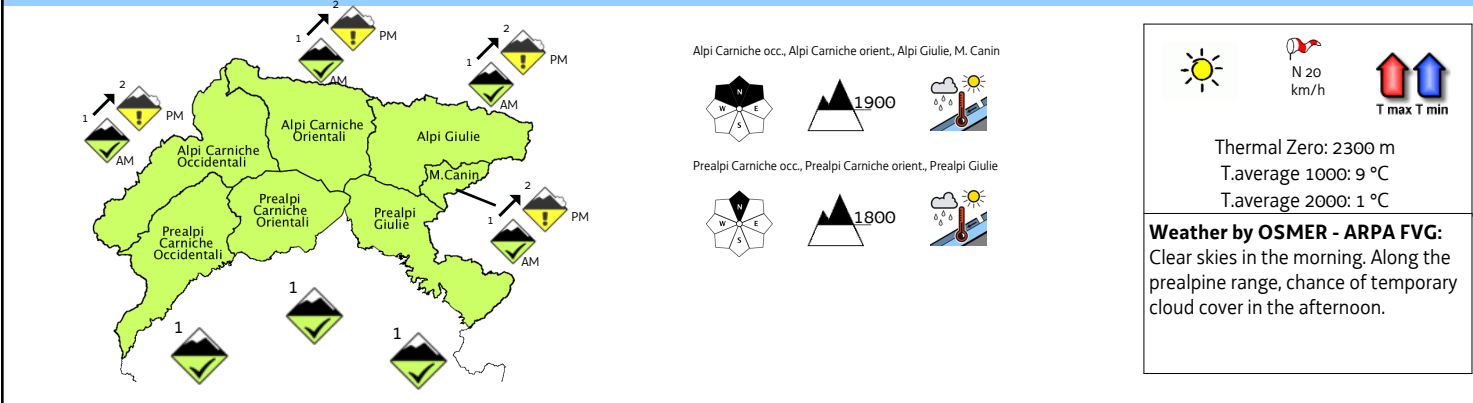 2
1
PM
AM
2
1
PM
AM
2
1
PM
AM
Alpi Carniche
Orientali
Alpi Giulie
Alpi Carniche
Occidentali
M.Canin
Prealpi
Carniche
Orientali
Prealpi
Giulie
Prealpi
Carniche
Occidentali
2
1
PM
AM
1
1
1
Alpi Carniche occ., Alpi Carniche orient., Alpi Giulie, M. Canin
N
W E
S
1900
Prealpi Carniche occ., Prealpi Carniche orient., Prealpi Giulie
N
W E
S
1800
N 20
km/h
T max T min
Thermal Zero: 2300 m
T.average 1000: 9 °C
T.average 2000: 1 °C
Weather by OSMER - ARPA FVG:
Clear skies in the morning. Along the
prealpine range, chance of temporary
cloud cover in the afternoon.